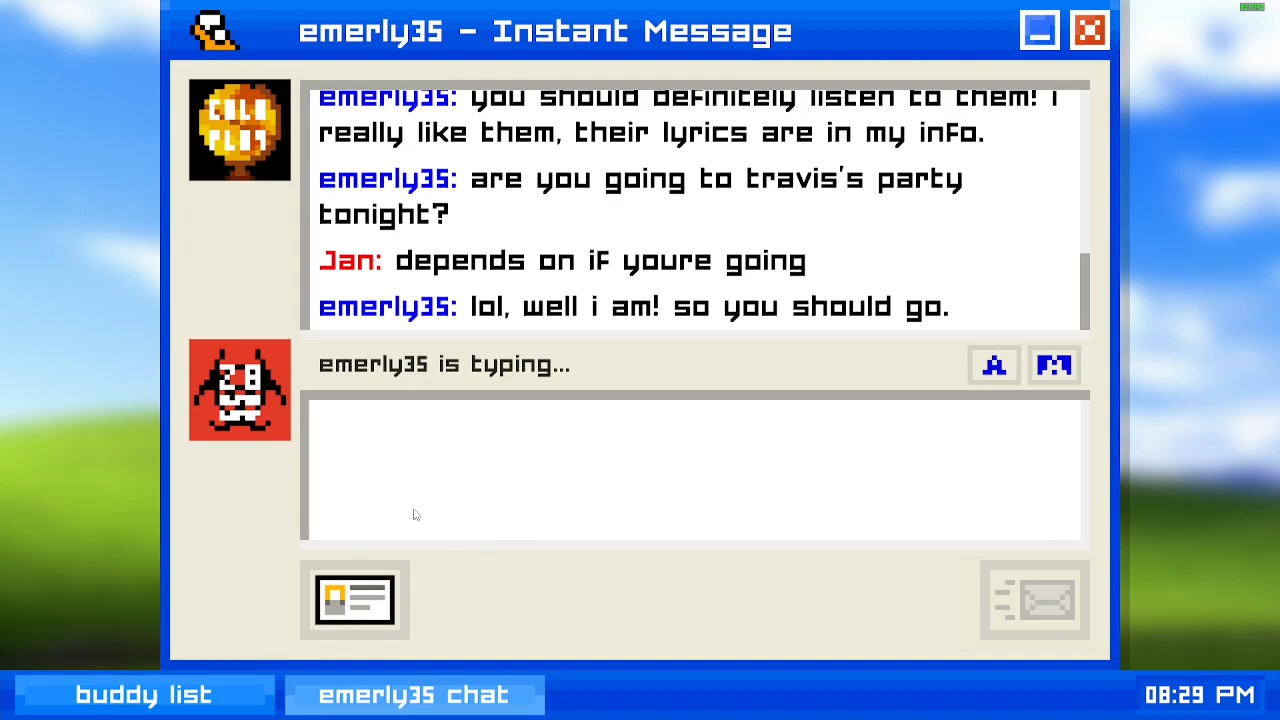 emerly35 - Instant Message
COLD
PLAY
emerly35: you should definitely listen to them! i
really like them, their lyrics are in my info.
emerly35: are you going to travis's party
tonight?
Jan: depends on if youre going
emerly35: lol, well i am! so you should go.
emerly35 is typing...
A
buddy list
emerly35 chat
08:29 PM